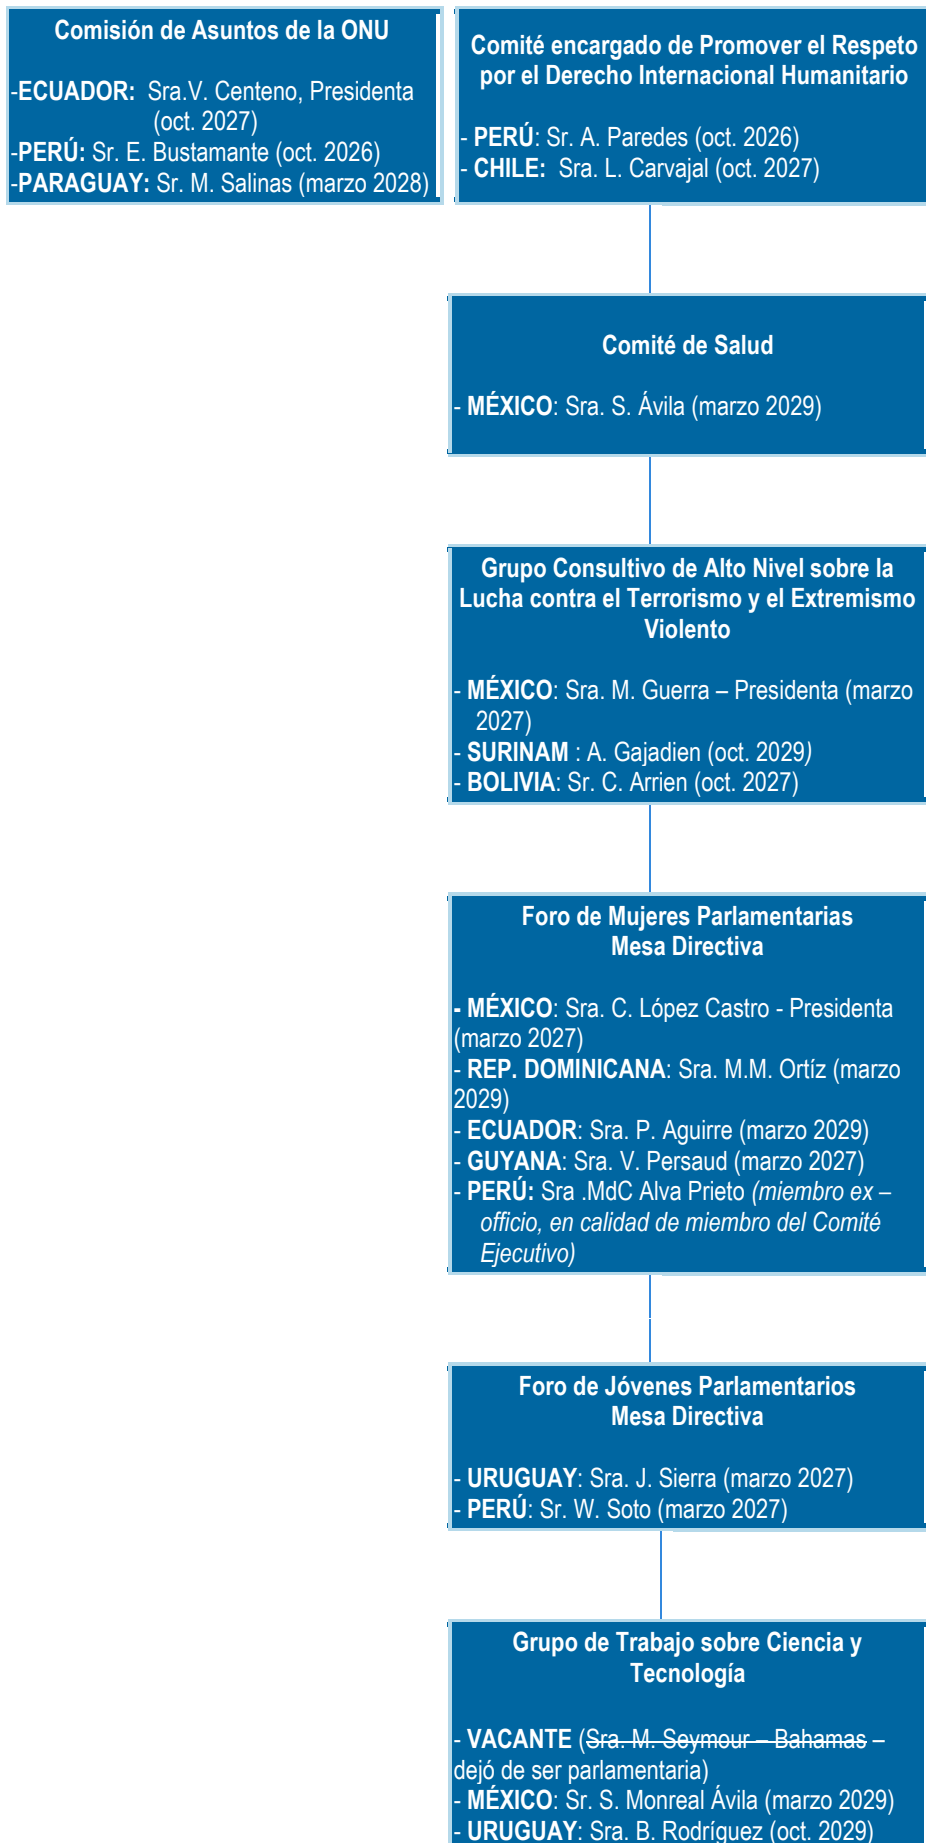 Comisión de Asuntos de la ONU
-ECUADOR: Sra.V. Centeno, Presidenta
(oct. 2027)
-PERÚ: Sr. E. Bustamante (oct. 2026)
-PARAGUAY: Sr. M. Salinas (marzo 2028)
Comité encargado de Promover el Respeto
por el Derecho Internacional Humanitario
- PERÚ: Sr. A. Paredes (oct. 2026)
- CHILE: Sra. L. Carvajal (oct. 2027)
Comité de Salud
- MÉXICO: Sra. S. Ávila (marzo 2029)
Grupo Consultivo de Alto Nivel sobre la
Lucha contra el Terrorismo y el Extremismo
Violento
- MÉXICO: Sra. M. Guerra – Presidenta (marzo
2027)
- SURINAM : A. Gajadien (oct. 2029)
- BOLIVIA: Sr. C. Arrien (oct. 2027)
Foro de Mujeres Parlamentarias
Mesa Directiva
- MÉXICO: Sra. C. López Castro - Presidenta
(marzo 2027)
- REP. DOMINICANA: Sra. M.M. Ortíz (marzo
2029)
- ECUADOR: Sra. P. Aguirre (marzo 2029)
- GUYANA: Sra. V. Persaud (marzo 2027)
- PERÚ: Sra .MdC Alva Prieto (miembro ex –
officio, en calidad de miembro del Comité
Ejecutivo)
Foro de Jóvenes Parlamentarios
Mesa Directiva
- URUGUAY: Sra. J. Sierra (marzo 2027)
- PERÚ: Sr. W. Soto (marzo 2027)
Grupo de Trabajo sobre Ciencia y
Tecnología
- VACANTE (Sra. M. Seymour – Bahamas –
dejó de ser parlamentaria)
- MÉXICO: Sr. S. Monreal Ávila (marzo 2029)
- URUGUAY: Sra. B. Rodríguez (oct. 2029)